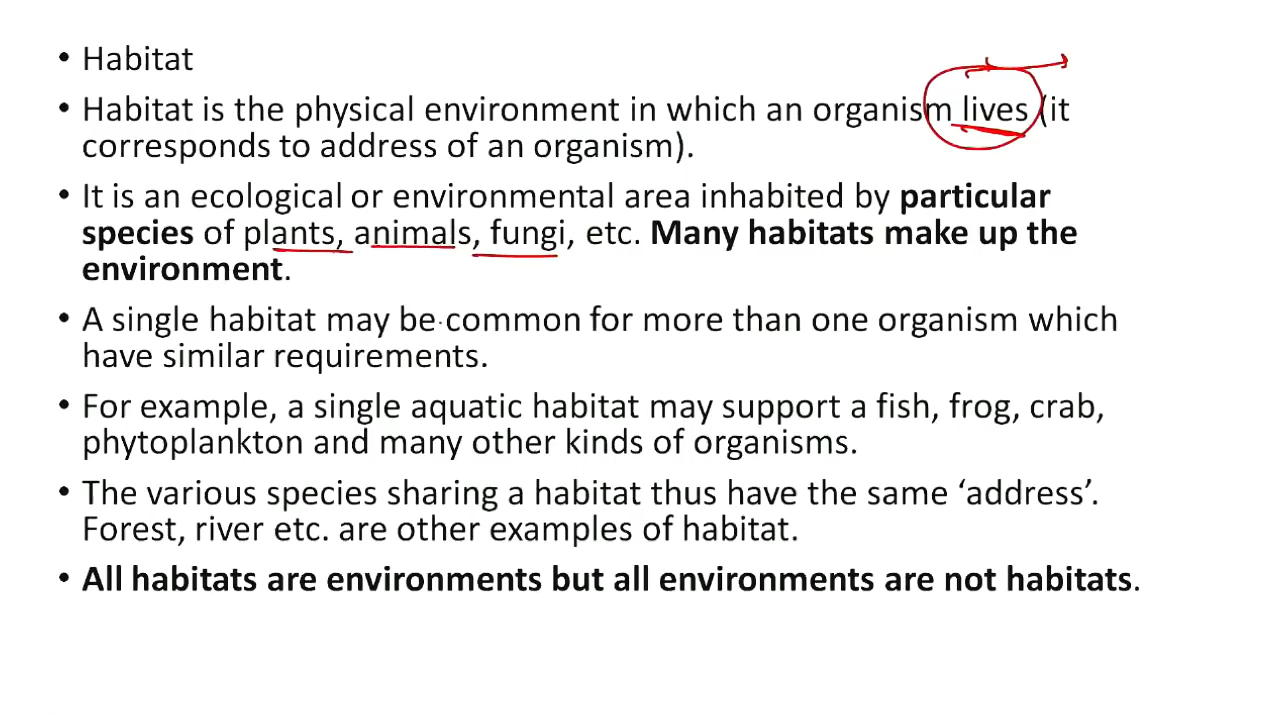 • Habitat
• Habitat is the physical environment in which an organism lives (it
corresponds to address of an organism).
• It is an ecological or environmental area inhabited by particular
species of plants, animals, fungi, etc. Many habitats make up the
environment.
• A single habitat may be common for more than one organism which
have similar requirements.
• For example, a single aquatic habitat may support a fish, frog, crab,
phytoplankton and many other kinds of organisms.
• The various species sharing a habitat thus have the same ‘address’.
Forest, river etc. are other examples of habitat.
• All habitats are environments but all environments are not habitats.